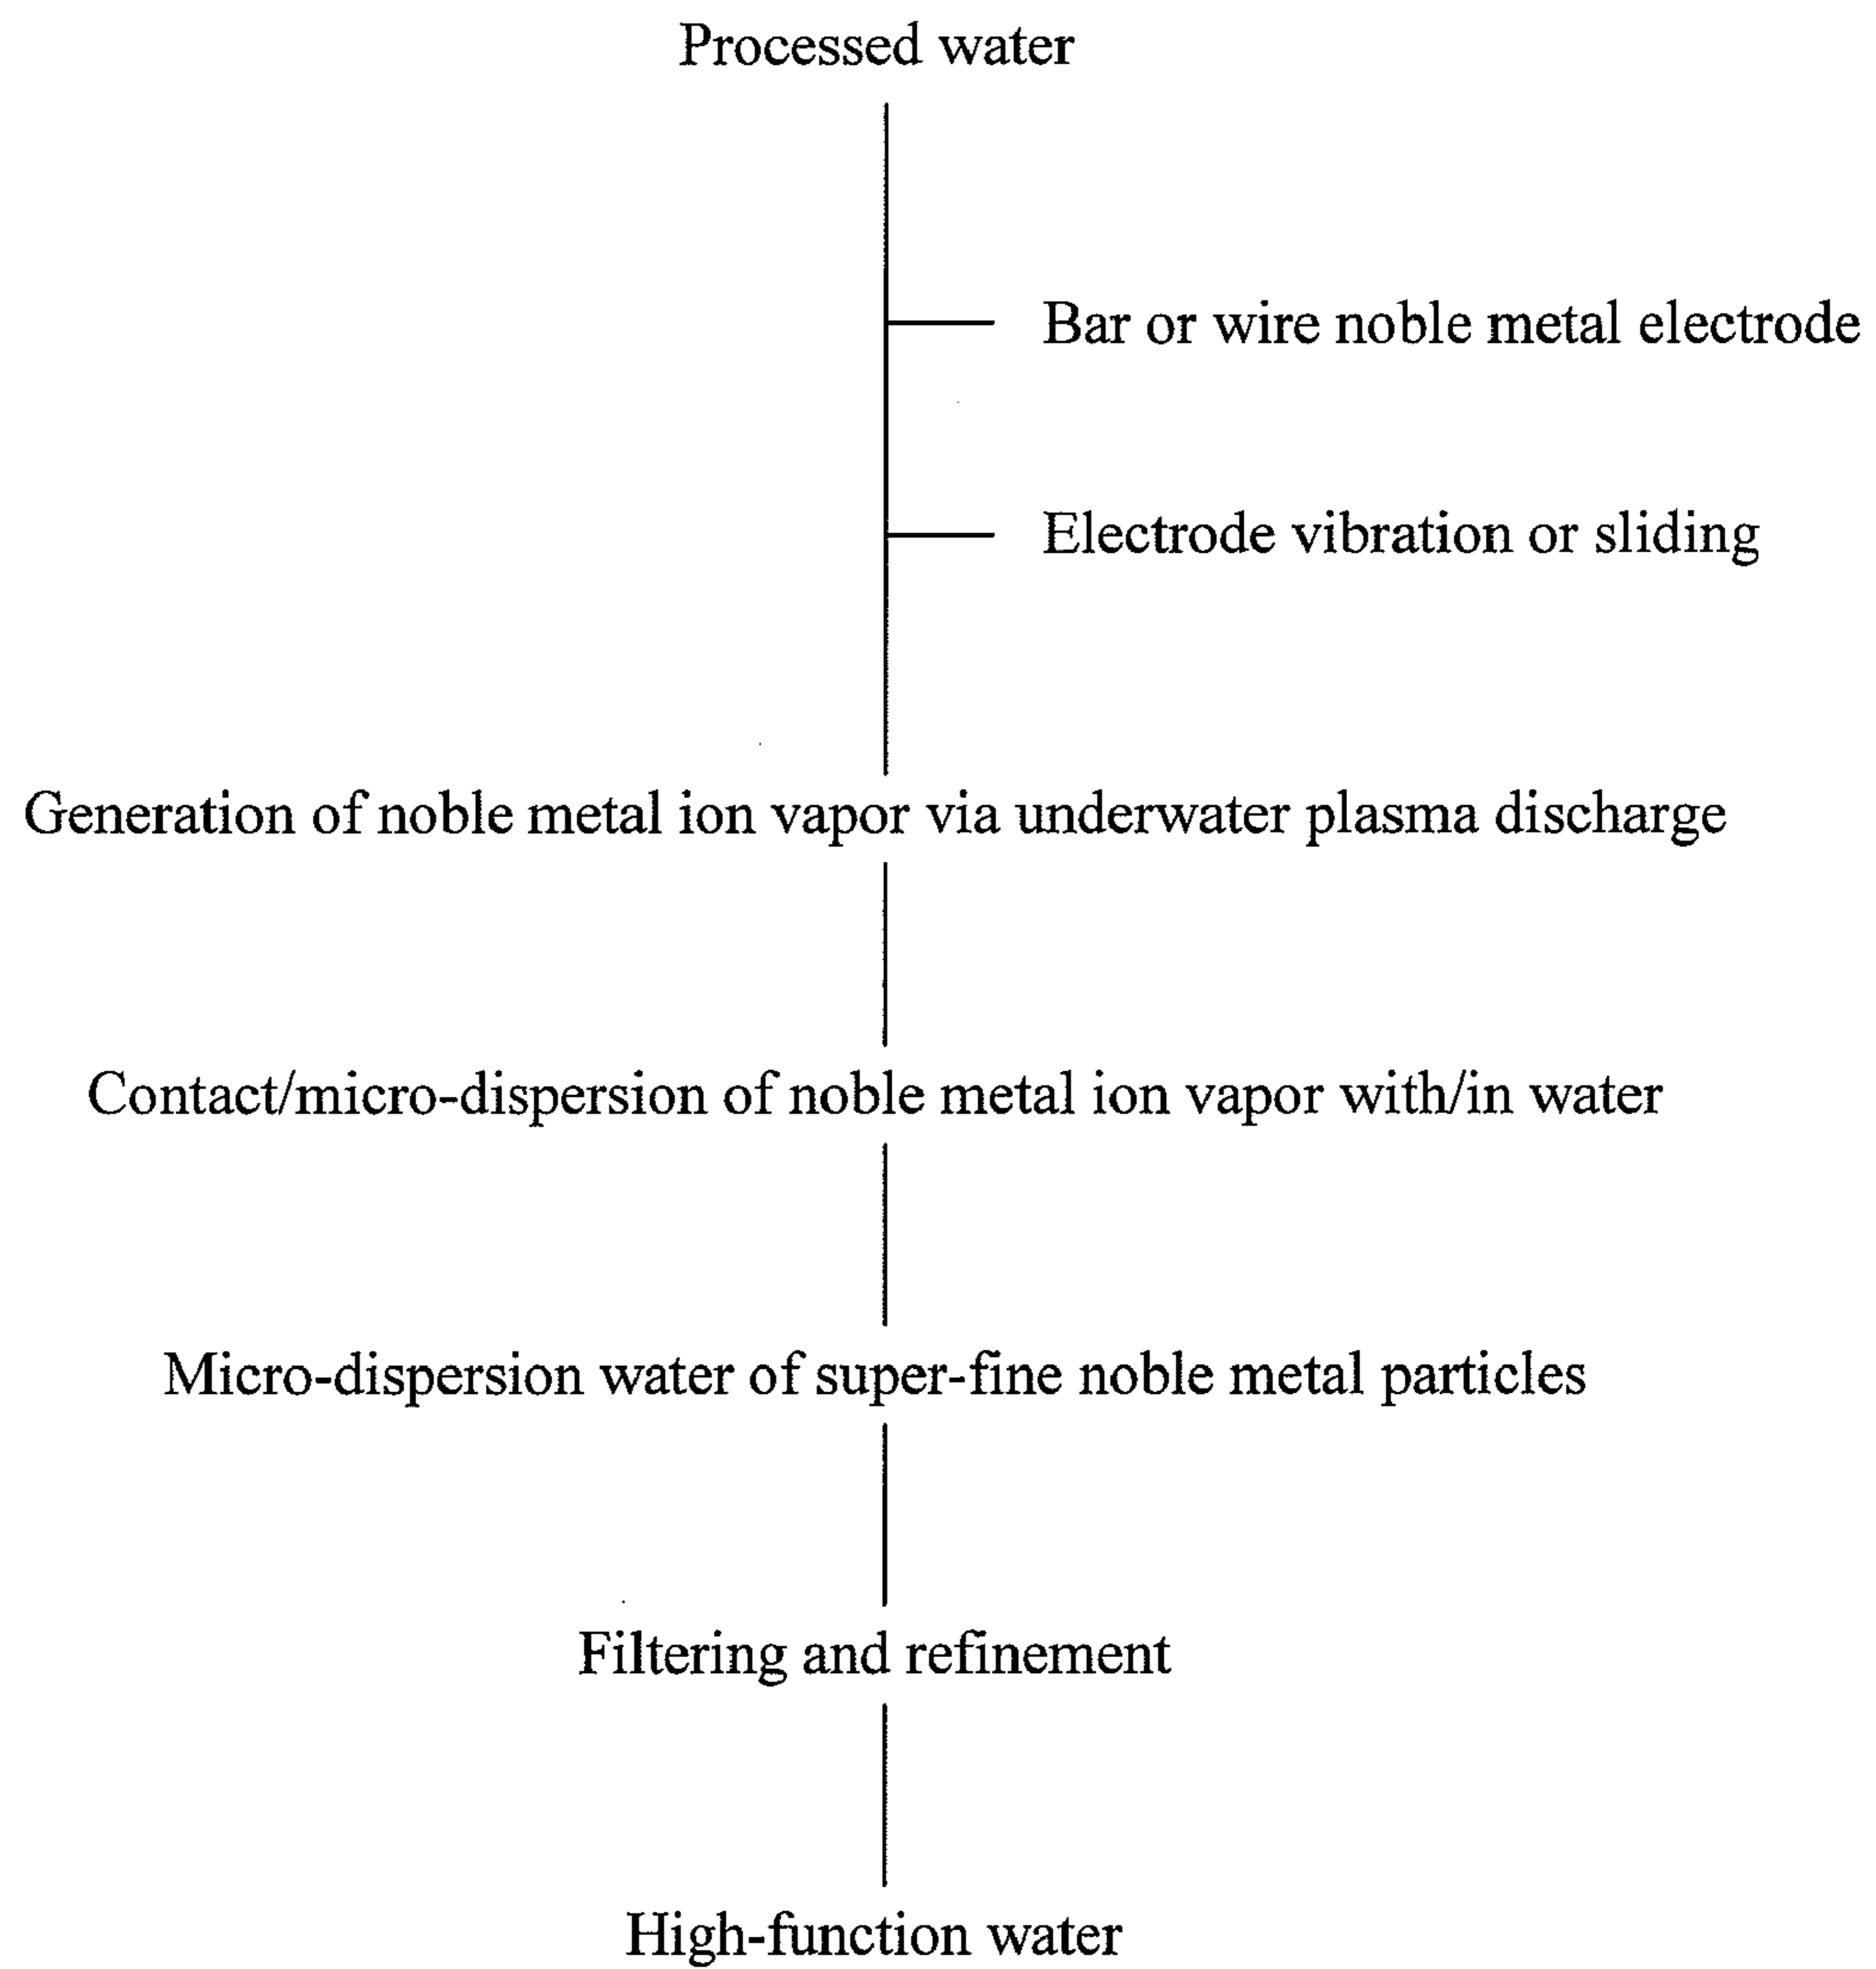 Processed water
Bar or wire noble metal electrode
Electrode vibration or sliding
Generation of noble metal ion vapor via underwater plasma discharge
Contact/micro-dispersion of noble metal ion vapor with/in water
Micro-dispersion water of super-fine noble metal particles
Filtering and refinement
High-function water